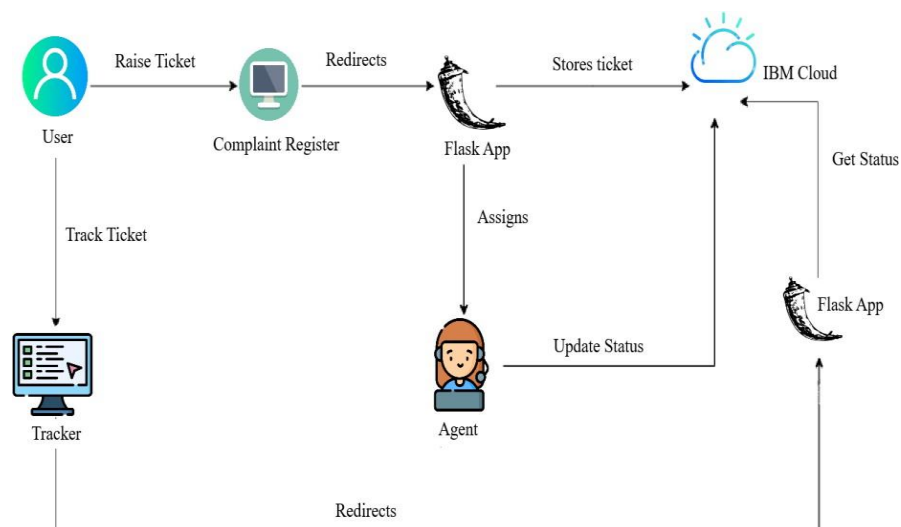 Raise Ticket
Redirects
Stores ticket
IBM Cloud
User
Complaint Register
Flask App
Get Status
Assigns
Track Ticket
Flask App
Update Status
Tracker
Agent
Redirects